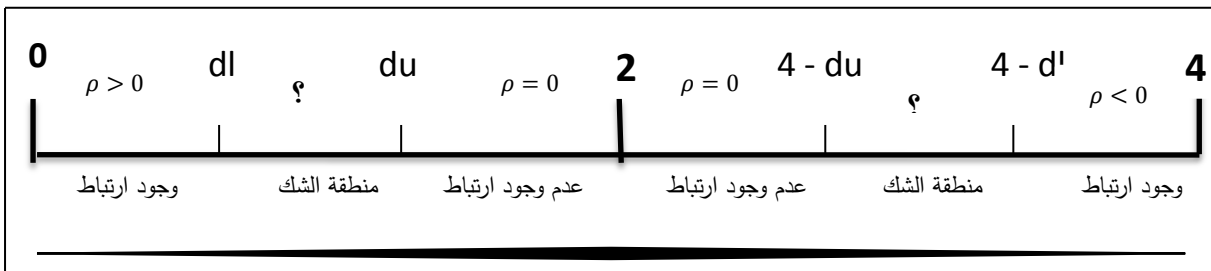 0 dl du 2 4 - du 4 - dˡ 4
ρ > 0 ؟ ρ = 0 ρ = 0 ؟ ρ < 0
وجود ارتباط منطقة الشك عدم وجود ارتباط عدم وجود ارتباط منطقة الشك وجود ارتباط